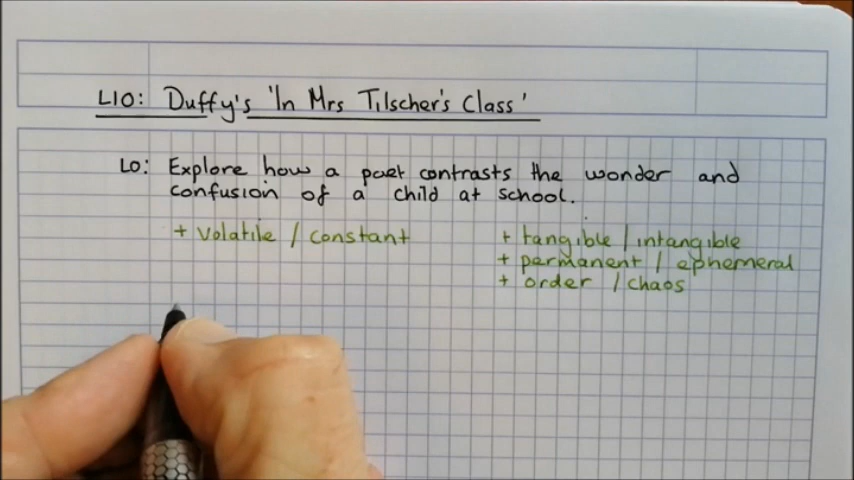 L10: Duffy's 'In Mrs Tilscher's Class'
LO: Explore how a poet contrasts the wonder and
confusion of a child at school.
+ volatile / constant
+ tangible / intangible
+ permanent / ephemeral
+ order / chaos